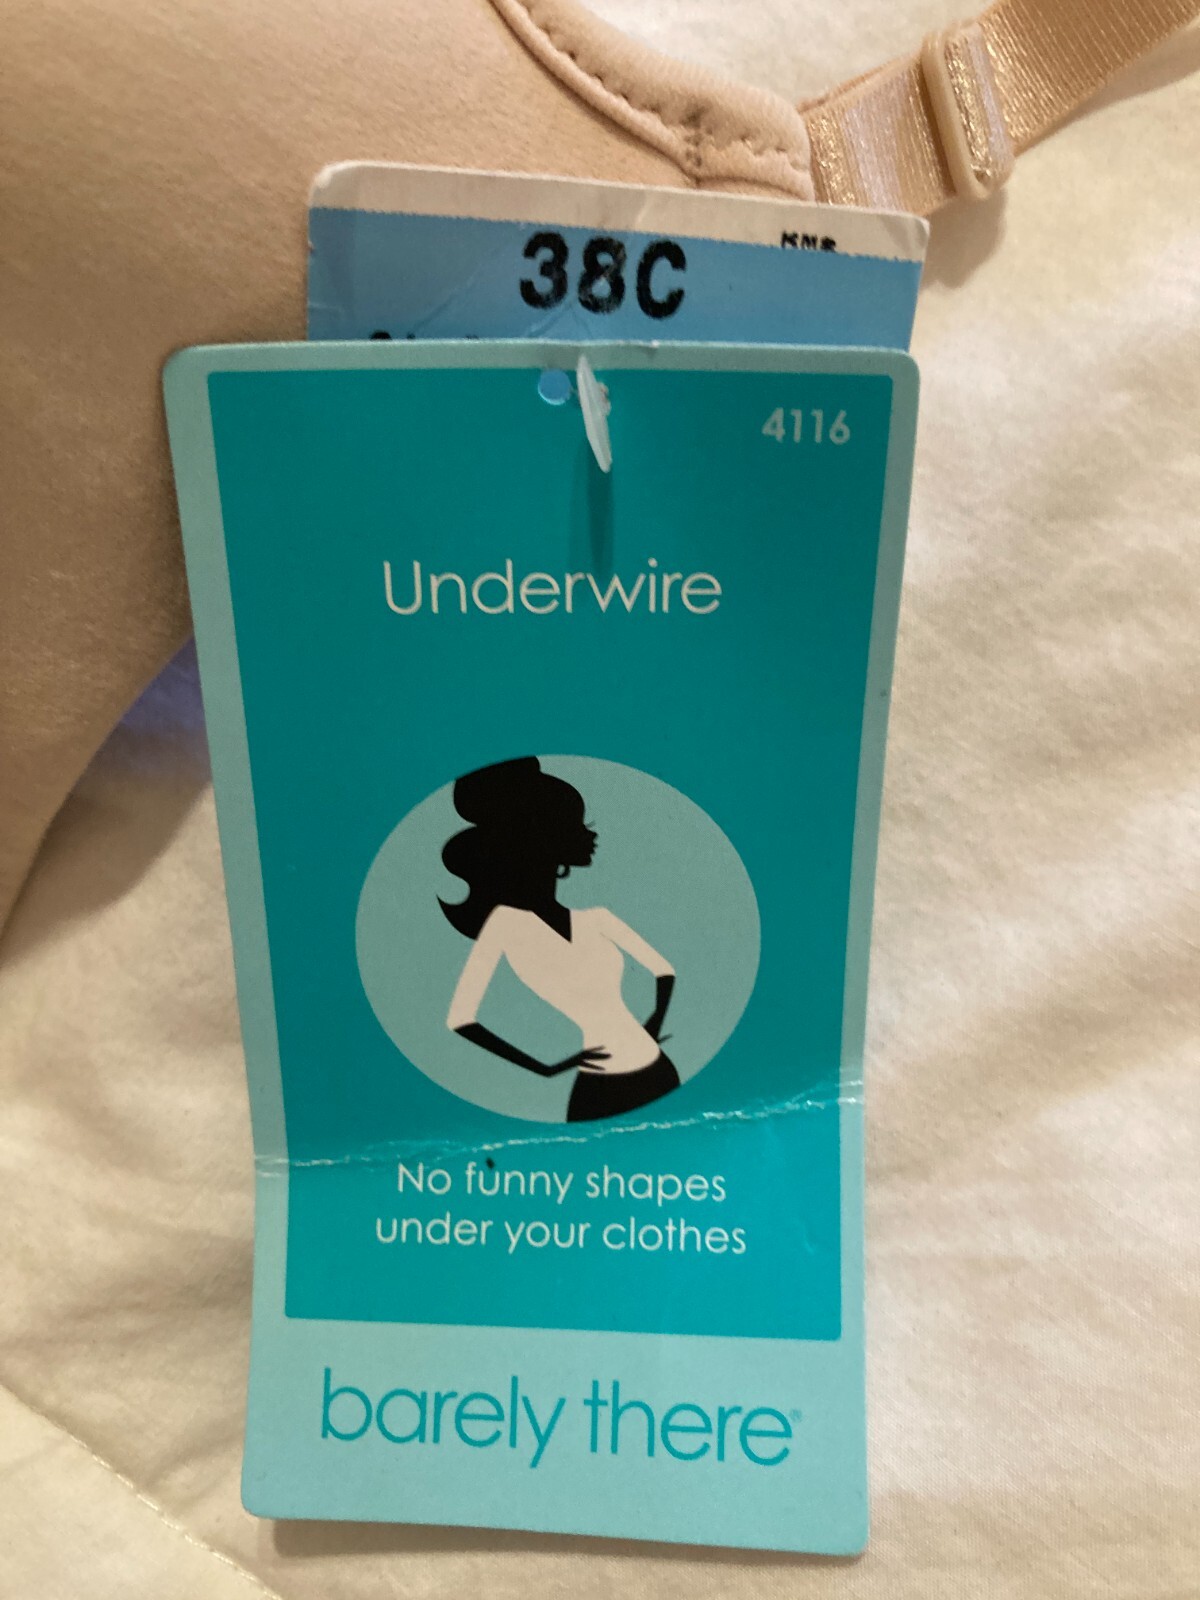 38C
4116
Underwire
No funny shapes
under your clothes
barely there®